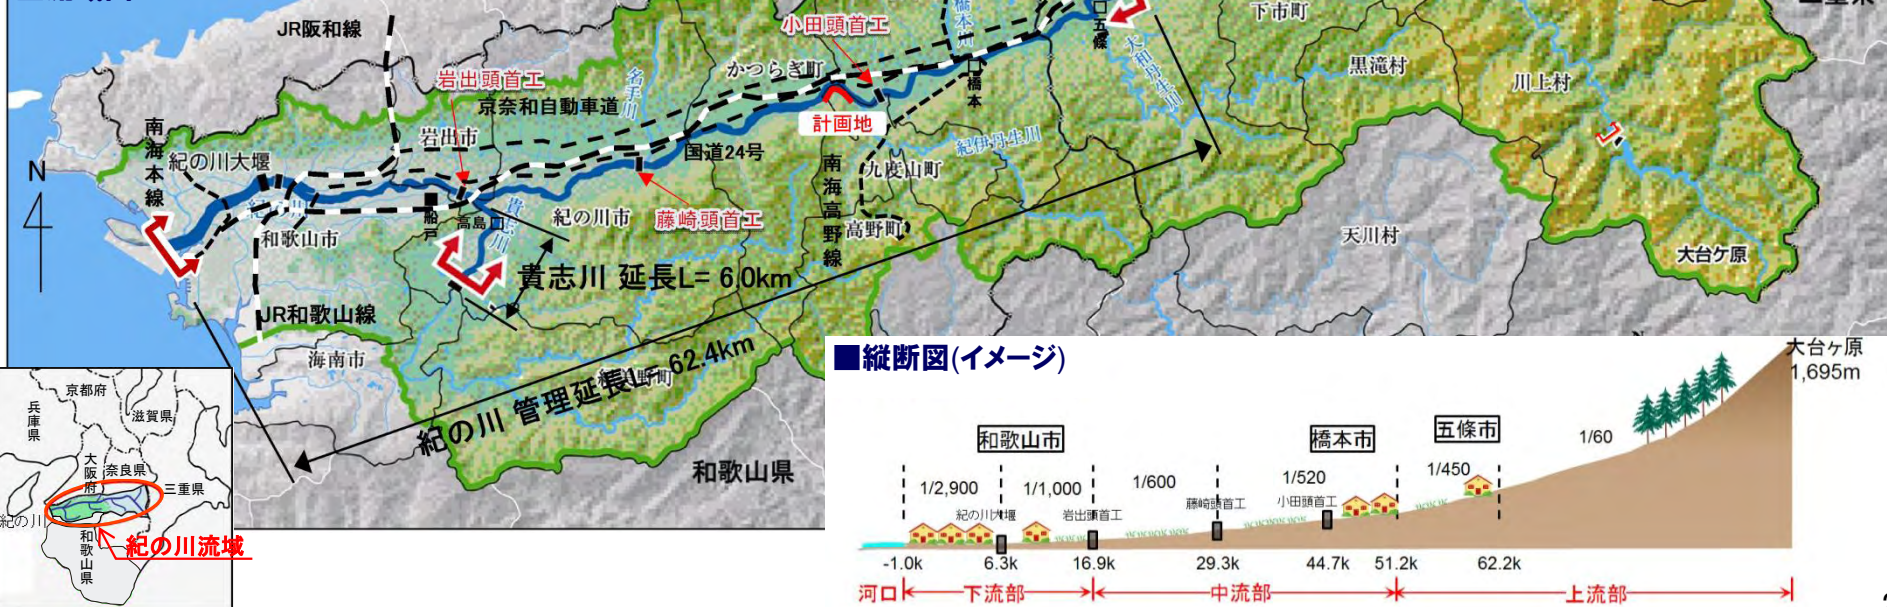 JR阪和線
小田頭首工
橋本川
五條
下市町
大和丹生川
黒滝村
川上村
岩出頭首工
かつらぎ町
名手川
京奈和自動車道
橋本
計画地
南海本線
岩出市
国道24号
紀伊丹生川
紀の川大堰
N
南海高野線
九度山町
紀の川
船戸
高島
貴志川
紀の川市
藤崎頭首工
和歌山市
高野町
天川村
大台ケ原
貴志川 延長L= 6.0km
JR和歌山線
海南市
紀の川 管理延長L= 62.4km
和歌山県
京都府
兵庫県
滋賀県
大阪府
奈良県
三重県
紀の川
和歌山県
紀の川流域
■縦断図(イメージ)
大台ヶ原
1,695m
和歌山市
橋本市
五條市
1/2,900
1/1,000
1/600
1/520
1/450
1/60
紀の川大堰
岩出頭首工
藤崎頭首工
小田頭首工
-1.0k
6.3k
16.9k
29.3k
44.7k
51.2k
62.2k
河口
下流部
中流部
上流部